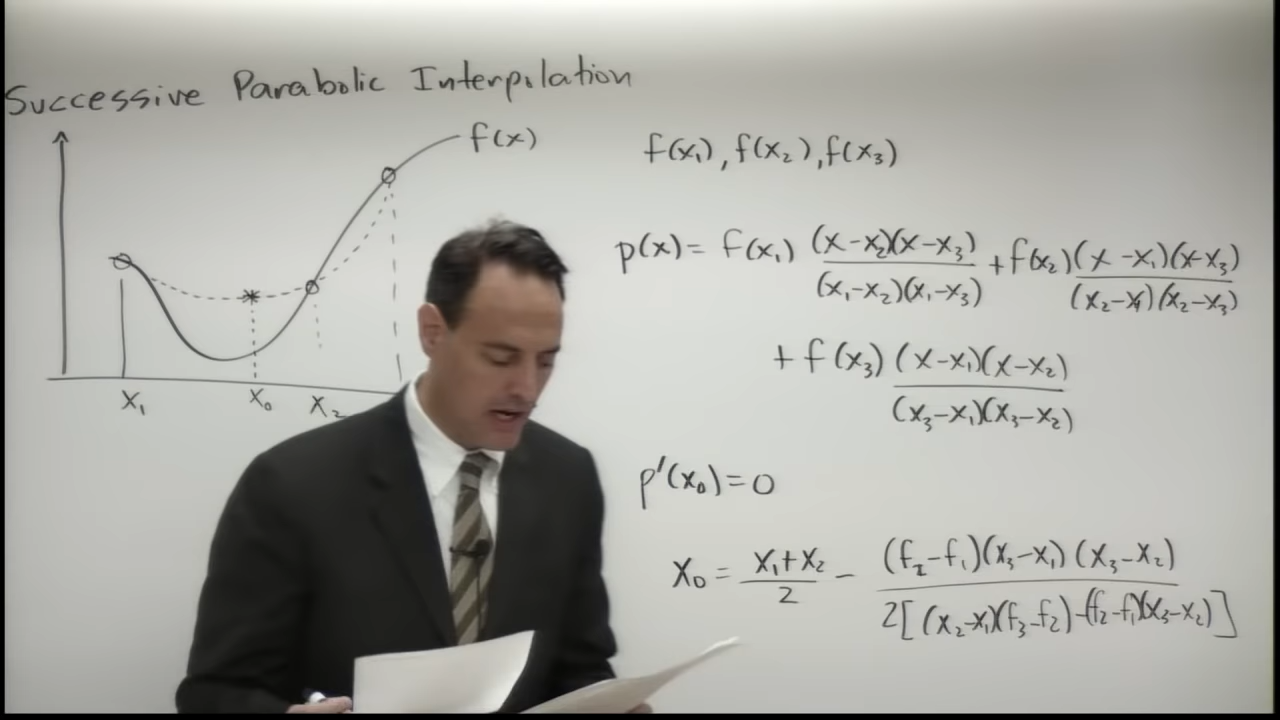 Successive Parabolic Interpolation
f(x)
x₁ x₀ x₂
f(x₁), f(x₂), f(x₃)
p(x) = f(x₁) (x-x₂)(x-x₃)/(x₁-x₂)(x₁-x₃) + f(x₂) (x-x₁)(x-x₃)/(x₂-x₁)(x₂-x₃)
+ f(x₃) (x-x₁)(x-x₂)/(x₃-x₁)(x₃-x₂)
p'(x₀) = 0
x₀ = x₁+x₂/2 - (f₂-f₁)(x₃-x₁)(x₃-x₂)/2[(x₂-x₁)(f₃-f₂)-(f₂-f₁)(x₃-x₂)]